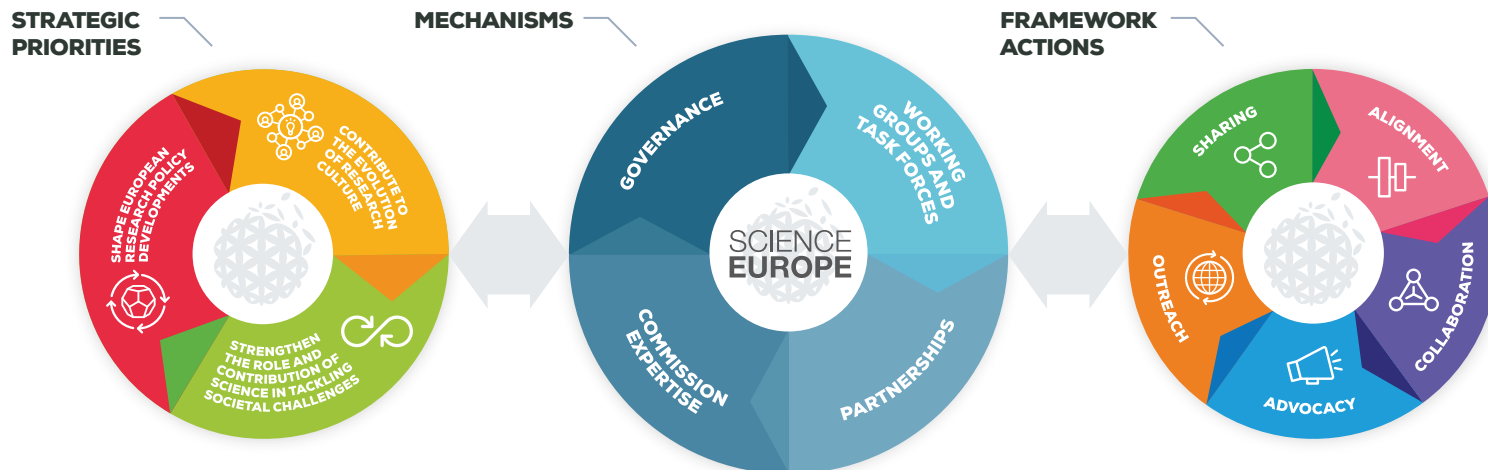 STRATEGIC
PRIORITIES
SHAPE EUROPEAN
RESEARCH POLICY
DEVELOPMENTS
CONTRIBUTE TO
THE EVOLUTION
OF RESEARCH
CULTURE
STRENGTHEN
THE ROLE AND
CONTRIBUTION OF
SCIENCE IN TACKLING
SOCIETAL CHALLENGES
MECHANISMS
GOVERNANCE
WORKING
GROUPS AND
TASK FORCES
SCIENCE
EUROPE
COMMISSION
EXPERTISE
PARTNERSHIPS
FRAMEWORK
ACTIONS
SHARING
ALIGNMENT
OUTREACH
COLLABORATION
ADVOCACY